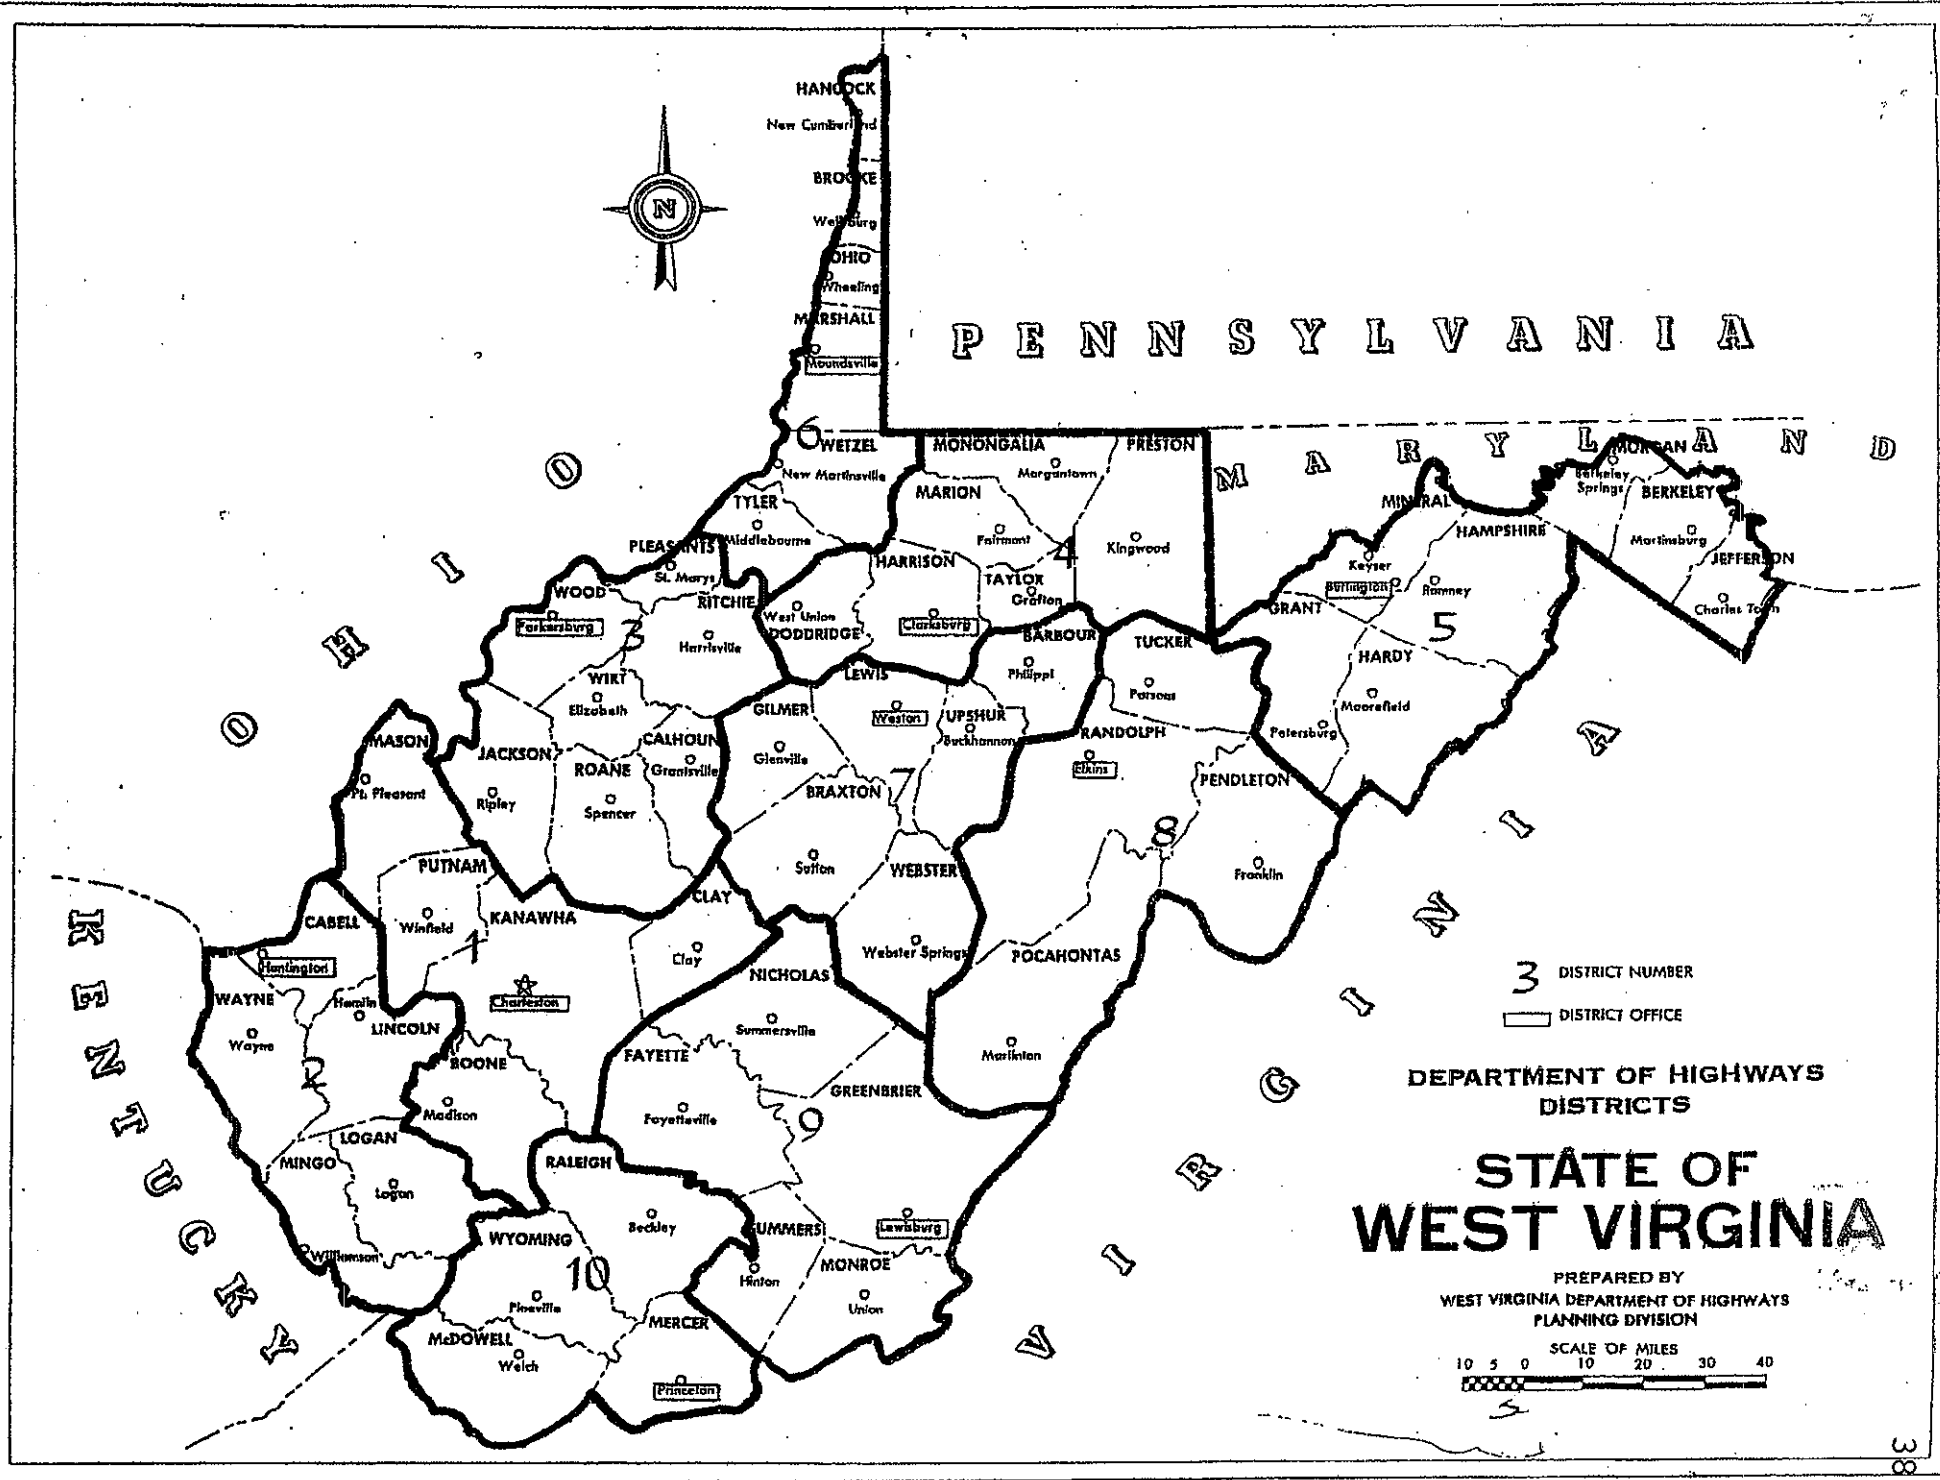 HANCOCK
New Cumberland
BROOKE
Wellsburg
OHIO
Wheeling
MARSHALL
Moundsville
N
PENNSYLVANIA
MARYLAND
OHIO
KENTUCKY
VIRGINIA
6
WETZEL
New Martinsville
TYLER
Middlebourne
MONONGALIA
Morgantown
PRESTON
Kingwood
MARION
Fairmont
4
HARRISON
Clarksburg
TAYLOR
Grafton
West Union
DODDRIDGE
PLEASANTS
St. Marys
WOOD
Parkersburg
RITCHIE
Harrisville
3
WIRT
Elizabeth
CALHOUN
Grantsville
JACKSON
Ripley
ROANE
Spencer
MINERAL
Keyser
Burlington
HAMPSHIRE
Romney
GRANT
Petersburg
5
HARDY
Moorefield
MORGAN
Berkeley
Springs
BERKELEY
Martinsburg
JEFFERSON
Charles Town
BARBOUR
Philippi
LEWIS
Weston
UPSHUR
Buckhannon
GILMER
Glenville
7
BRAXTON
Sutton
WEBSTER
Webster Springs
TUCKER
Parsons
RANDOLPH
Elkins
PENDLETON
Franklin
8
POCAHONTAS
Marlinton
MASON
Pt. Pleasant
PUTNAM
Winfield
1
KANAWHA
Charleston
CLAY
Clay
BOONE
Madison
CABELL
Huntington
WAYNE
Wayne
Hamlin
LINCOLN
2
LOGAN
Logan
MINGO
Williamson
NICHOLAS
Summersville
FAYETTE
Fayetteville
9
GREENBRIER
Lewisburg
SUMMERS
Hinton
MONROE
Union
RALEIGH
Beckley
WYOMING
Pineville
10
McDOWELL
Welch
MERCER
Princeton
3 DISTRICT NUMBER
DISTRICT OFFICE
DEPARTMENT OF HIGHWAYS
DISTRICTS
STATE OF
WEST VIRGINIA
PREPARED BY
WEST VIRGINIA DEPARTMENT OF HIGHWAYS
PLANNING DIVISION
SCALE OF MILES
10 5 0 10 20 30 40
38